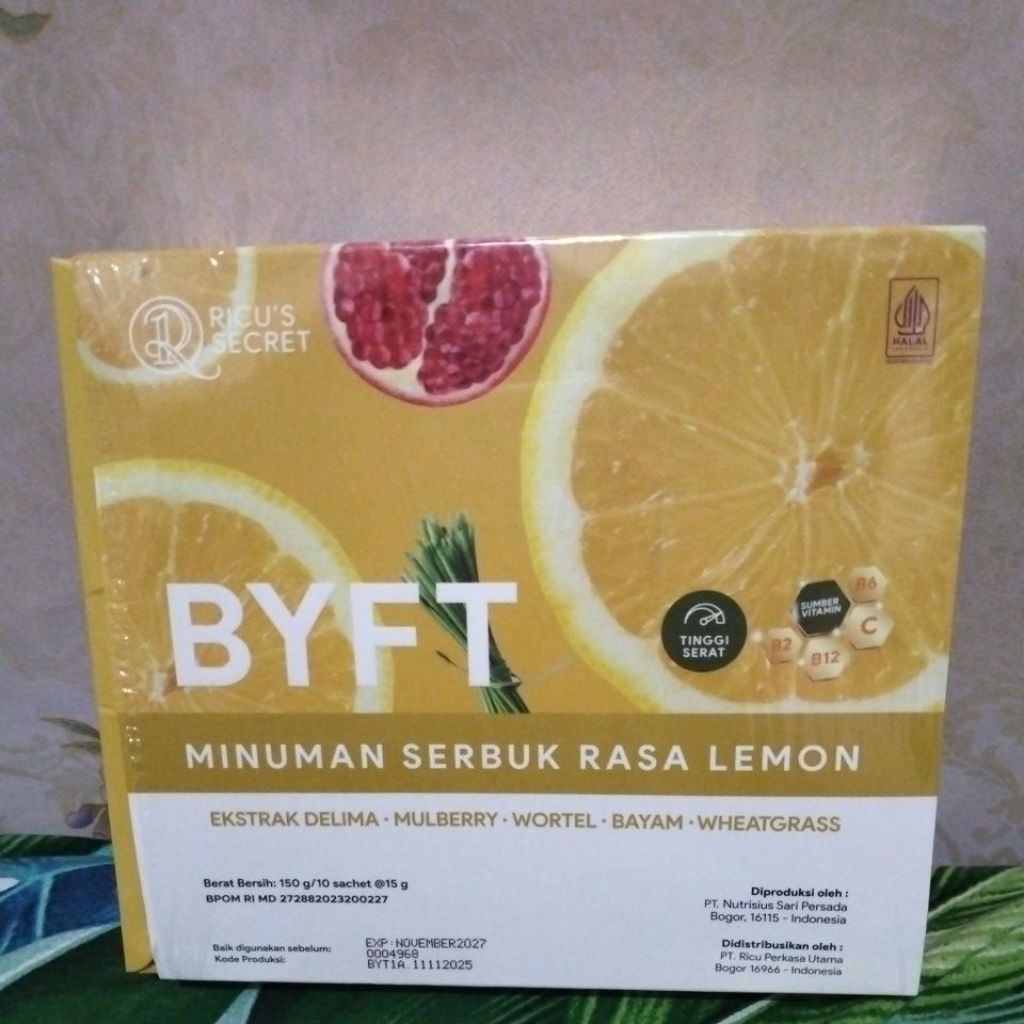 RICU'S
SECRET
HALAL
BYFT
TINGGI
SERAT
SUMBER
VITAMIN
B6
C
B2
B12
MINUMAN SERBUK RASA LEMON
EKSTRAK DELIMA · MULBERRY · WORTEL · BAYAM · WHEATGRASS
Berat Bersih: 150 g/10 sachet @15 g
BPOM RI MD 272882023200227
Baik digunakan sebelum: EXP:NOVEMBER2027
Kode Produksi: 0004968
BYT1A.11112025
Diproduksi oleh :
PT. Nutrisius Sari Persada
Bogor, 16115 - Indonesia
Didistribusikan oleh :
PT. Ricu Perkasa Utama
Bogor 16966 - Indonesia